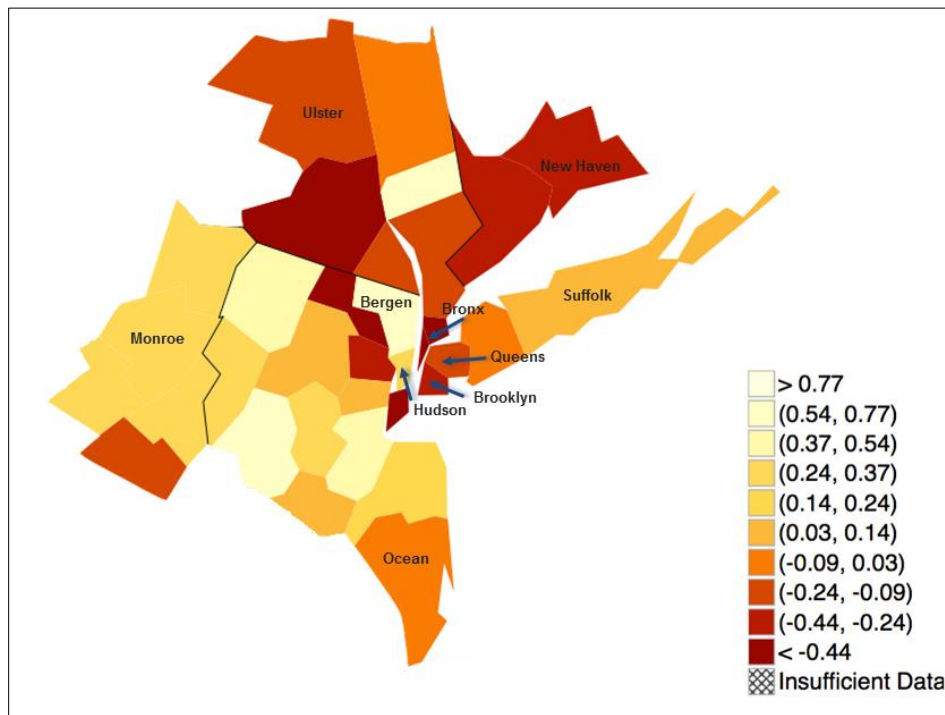 Ulster
New Haven
Suffolk
Bergen
Bronx
Monroe
Queens
Brooklyn
Hudson
Ocean
> 0.77
(0.54, 0.77)
(0.37, 0.54)
(0.24, 0.37)
(0.14, 0.24)
(0.03, 0.14)
(-0.09, 0.03)
(-0.24, -0.09)
(-0.44, -0.24)
< -0.44
Insufficient Data